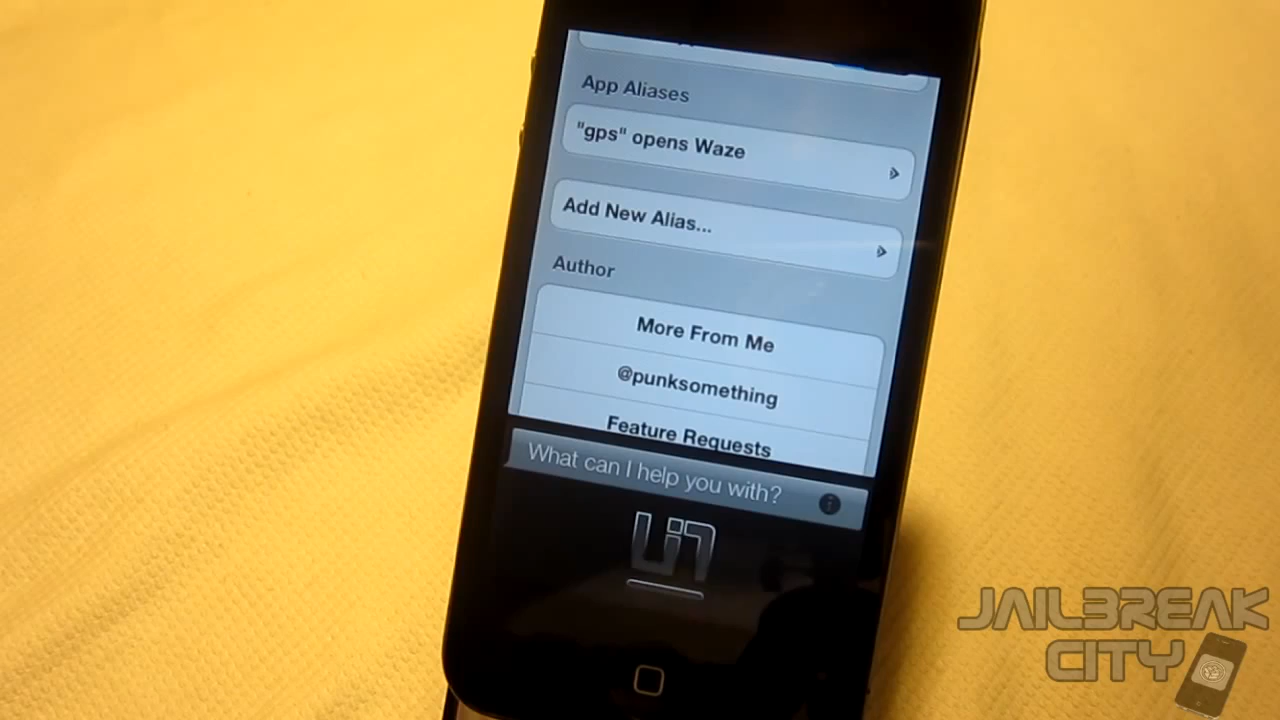 App Aliases
"gps" opens Waze
Add New Alias...
Author
More From Me
@punksomething
Feature Requests
What can I help you with?
JAILBREAK
CITY